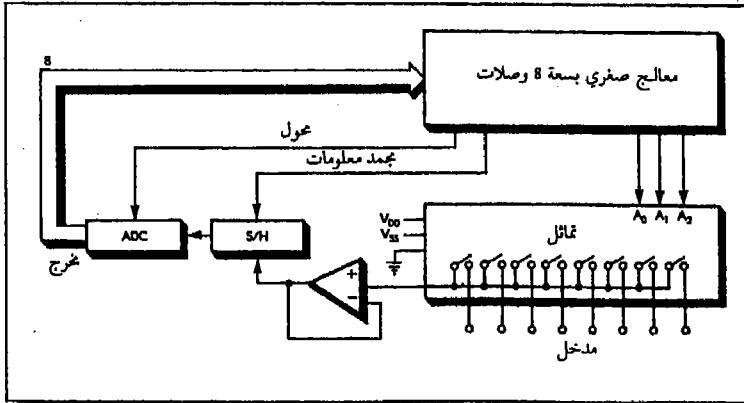 8
معالج صغري بسعة 8 وصلات
محول
مجمد معلومات
A0 A1 A2
VDD
VSS
تماثل
ADC
S/H
مخرج
+
−
مدخل